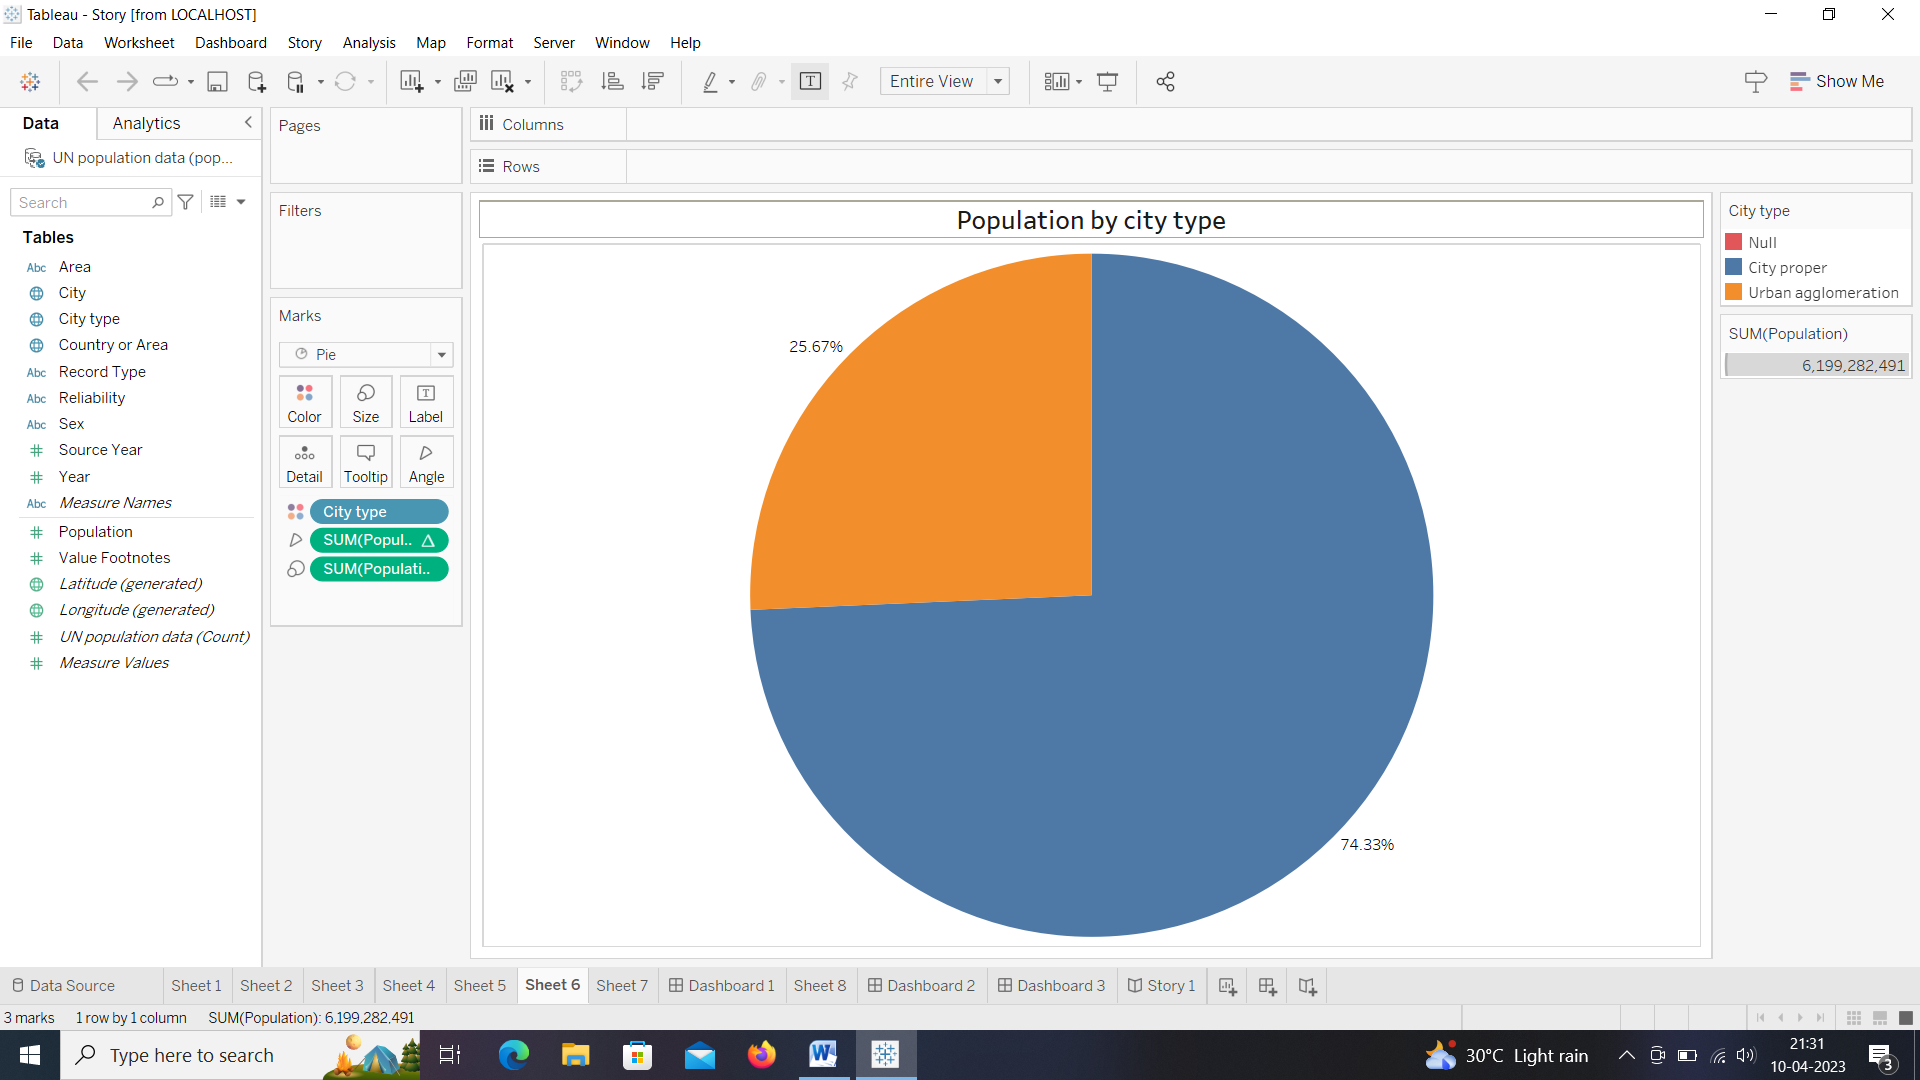 Tableau - Story [from LOCALHOST]
File Data Worksheet Dashboard Story Analysis Map Format Server Window Help
Entire View
Show Me
Data Analytics
UN population data (pop...
Search
Tables
Abc Area
City
City type
Country or Area
Abc Record Type
Abc Reliability
Abc Sex
Source Year
Year
Abc Measure Names
Population
Value Footnotes
Latitude (generated)
Longitude (generated)
UN population data (Count)
Measure Values
Pages
Filters
Marks
Pie
Color Size Label
Detail Tooltip Angle
City type
SUM(Popul..
SUM(Populati..
Columns
Rows
Population by city type
25.67%
74.33%
City type
Null
City proper
Urban agglomeration
SUM(Population)
6,199,282,491
Data Source Sheet 1 Sheet 2 Sheet 3 Sheet 4 Sheet 5 Sheet 6 Sheet 7 Dashboard 1 Sheet 8 Dashboard 2 Dashboard 3 Story 1
3 marks 1 row by 1 column SUM(Population): 6,199,282,491
Type here to search
30°C Light rain
21:31
10-04-2023
3